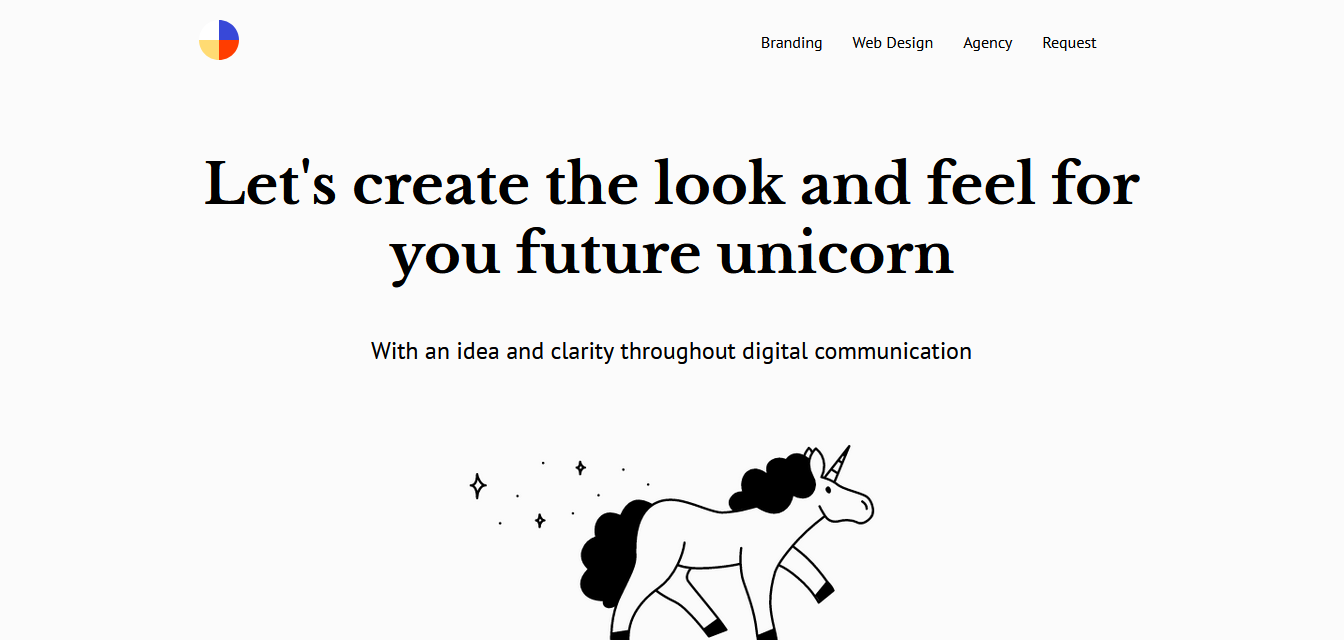 Branding Web Design Agency Request
Let's create the look and feel for
you future unicorn
With an idea and clarity throughout digital communication